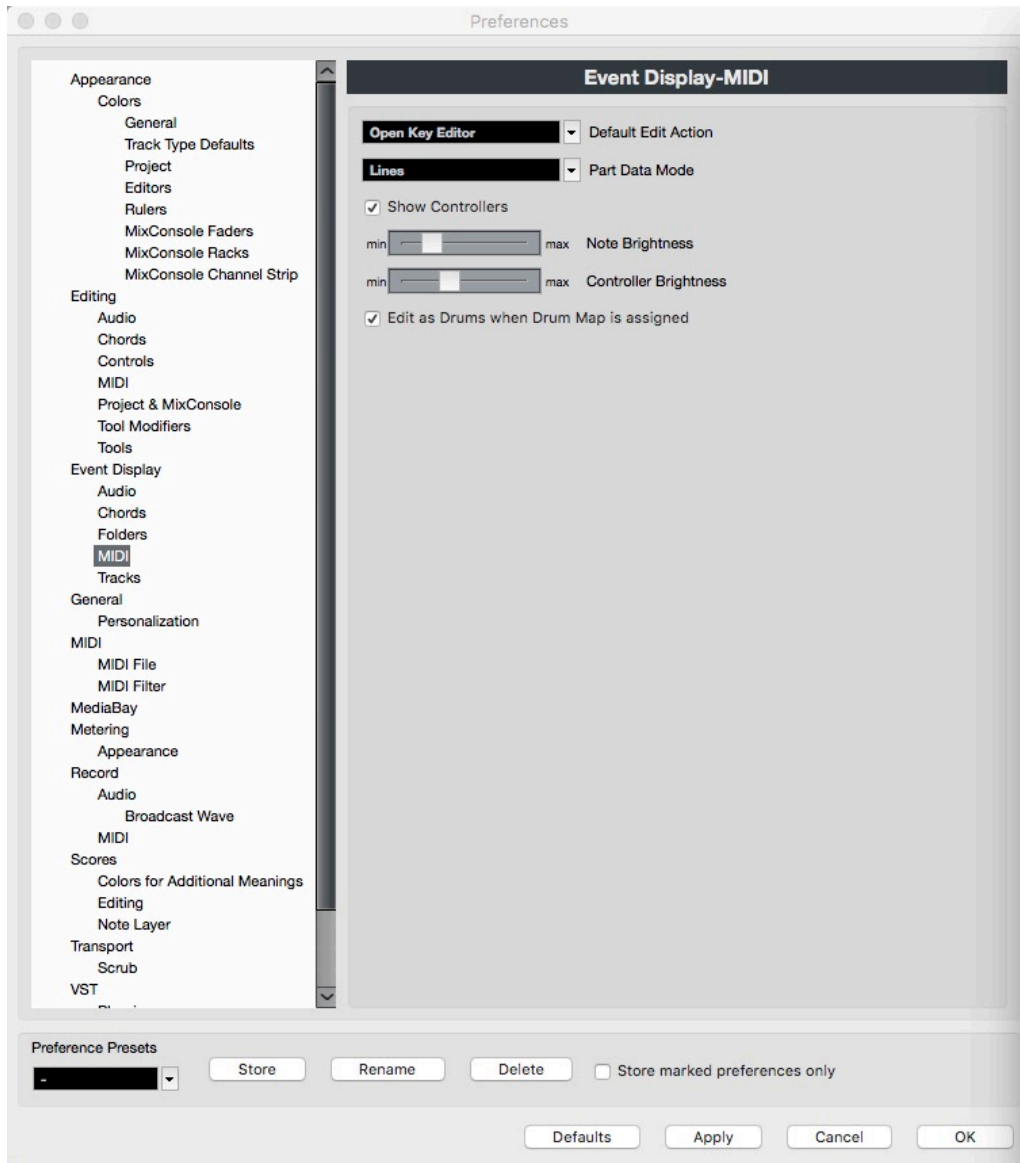 Preferences
Appearance
Colors
General
Track Type Defaults
Project
Editors
Rulers
MixConsole Faders
MixConsole Racks
MixConsole Channel Strip
Editing
Audio
Chords
Controls
MIDI
Project & MixConsole
Tool Modifiers
Tools
Event Display
Audio
Chords
Folders
MIDI
Tracks
General
Personalization
MIDI
MIDI File
MIDI Filter
MediaBay
Metering
Appearance
Record
Audio
Broadcast Wave
MIDI
Scores
Colors for Additional Meanings
Editing
Note Layer
Transport
Scrub
VST
Event Display-MIDI
Open Key Editor Default Edit Action
Lines Part Data Mode
Show Controllers
min max Note Brightness
min max Controller Brightness
Edit as Drums when Drum Map is assigned
Preference Presets
- Store Rename Delete Store marked preferences only
Defaults Apply Cancel OK